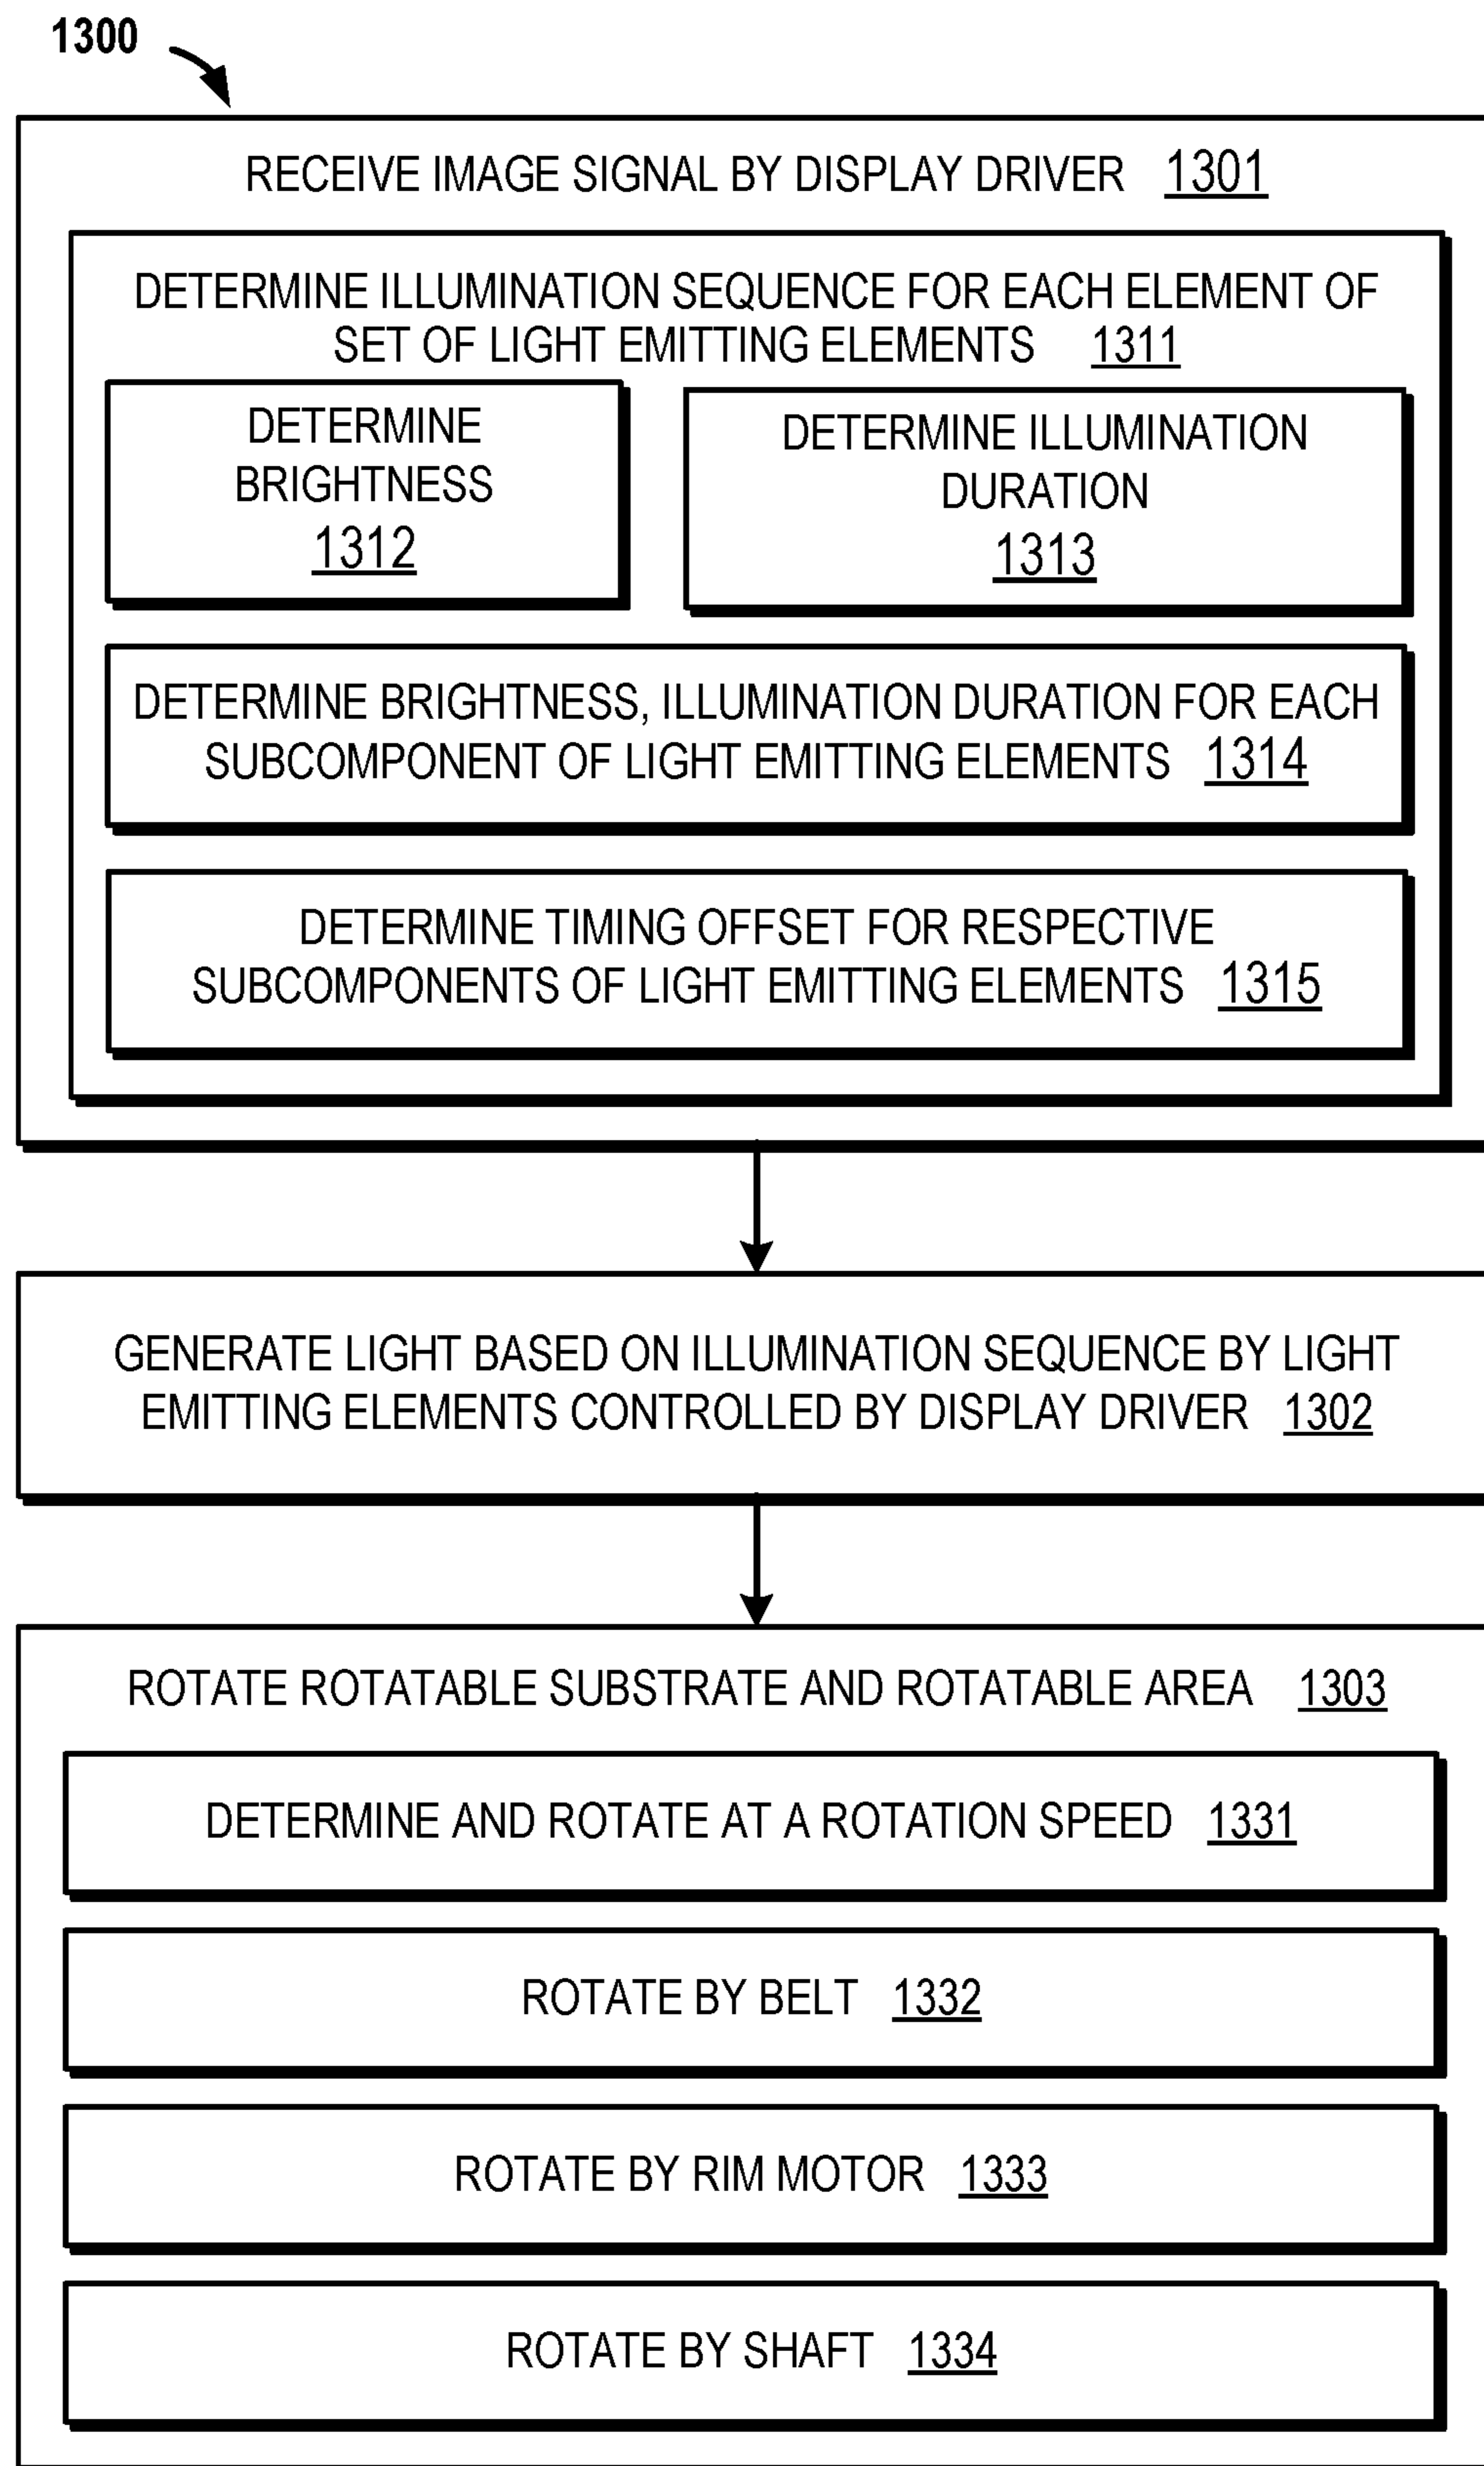 1300
RECEIVE IMAGE SIGNAL BY DISPLAY DRIVER 1301
DETERMINE ILLUMINATION SEQUENCE FOR EACH ELEMENT OF
SET OF LIGHT EMITTING ELEMENTS 1311
DETERMINE
BRIGHTNESS
1312
DETERMINE ILLUMINATION
DURATION
1313
DETERMINE BRIGHTNESS, ILLUMINATION DURATION FOR EACH
SUBCOMPONENT OF LIGHT EMITTING ELEMENTS 1314
DETERMINE TIMING OFFSET FOR RESPECTIVE
SUBCOMPONENTS OF LIGHT EMITTING ELEMENTS 1315
GENERATE LIGHT BASED ON ILLUMINATION SEQUENCE BY LIGHT
EMITTING ELEMENTS CONTROLLED BY DISPLAY DRIVER 1302
ROTATE ROTATABLE SUBSTRATE AND ROTATABLE AREA 1303
DETERMINE AND ROTATE AT A ROTATION SPEED 1331
ROTATE BY BELT 1332
ROTATE BY RIM MOTOR 1333
ROTATE BY SHAFT 1334